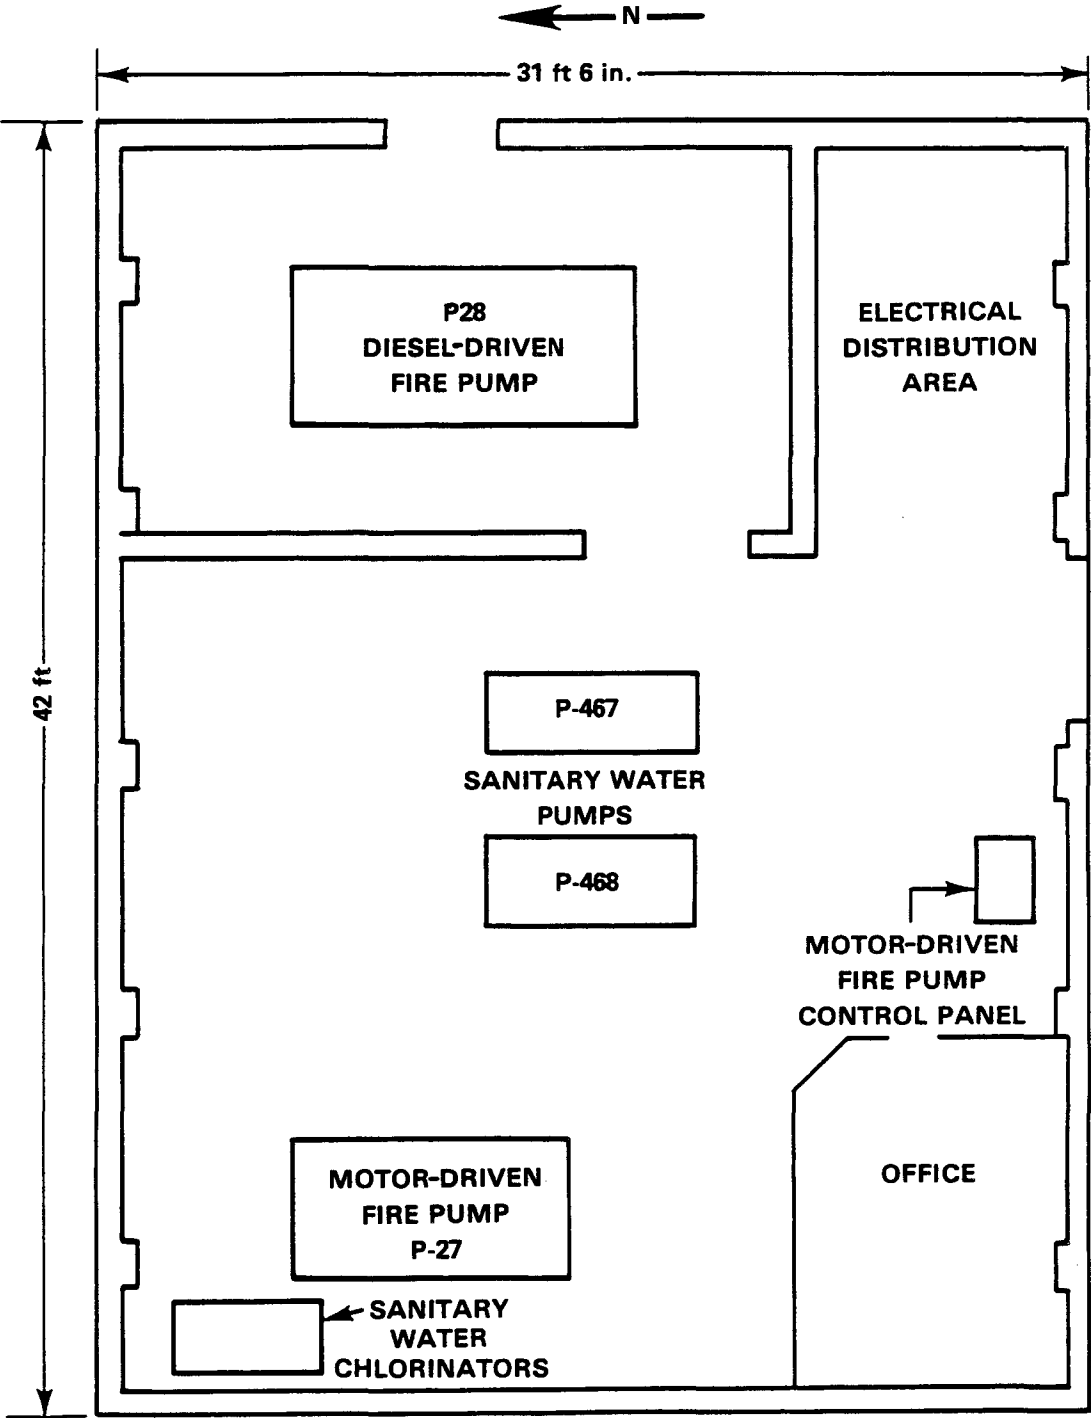 N
31 ft 6 in.
P28
DIESEL-DRIVEN
FIRE PUMP
ELECTRICAL
DISTRIBUTION
AREA
42 ft
P-467
SANITARY WATER
PUMPS
P-468
MOTOR-DRIVEN
FIRE PUMP
CONTROL PANEL
OFFICE
MOTOR-DRIVEN
FIRE PUMP
P-27
SANITARY
WATER
CHLORINATORS